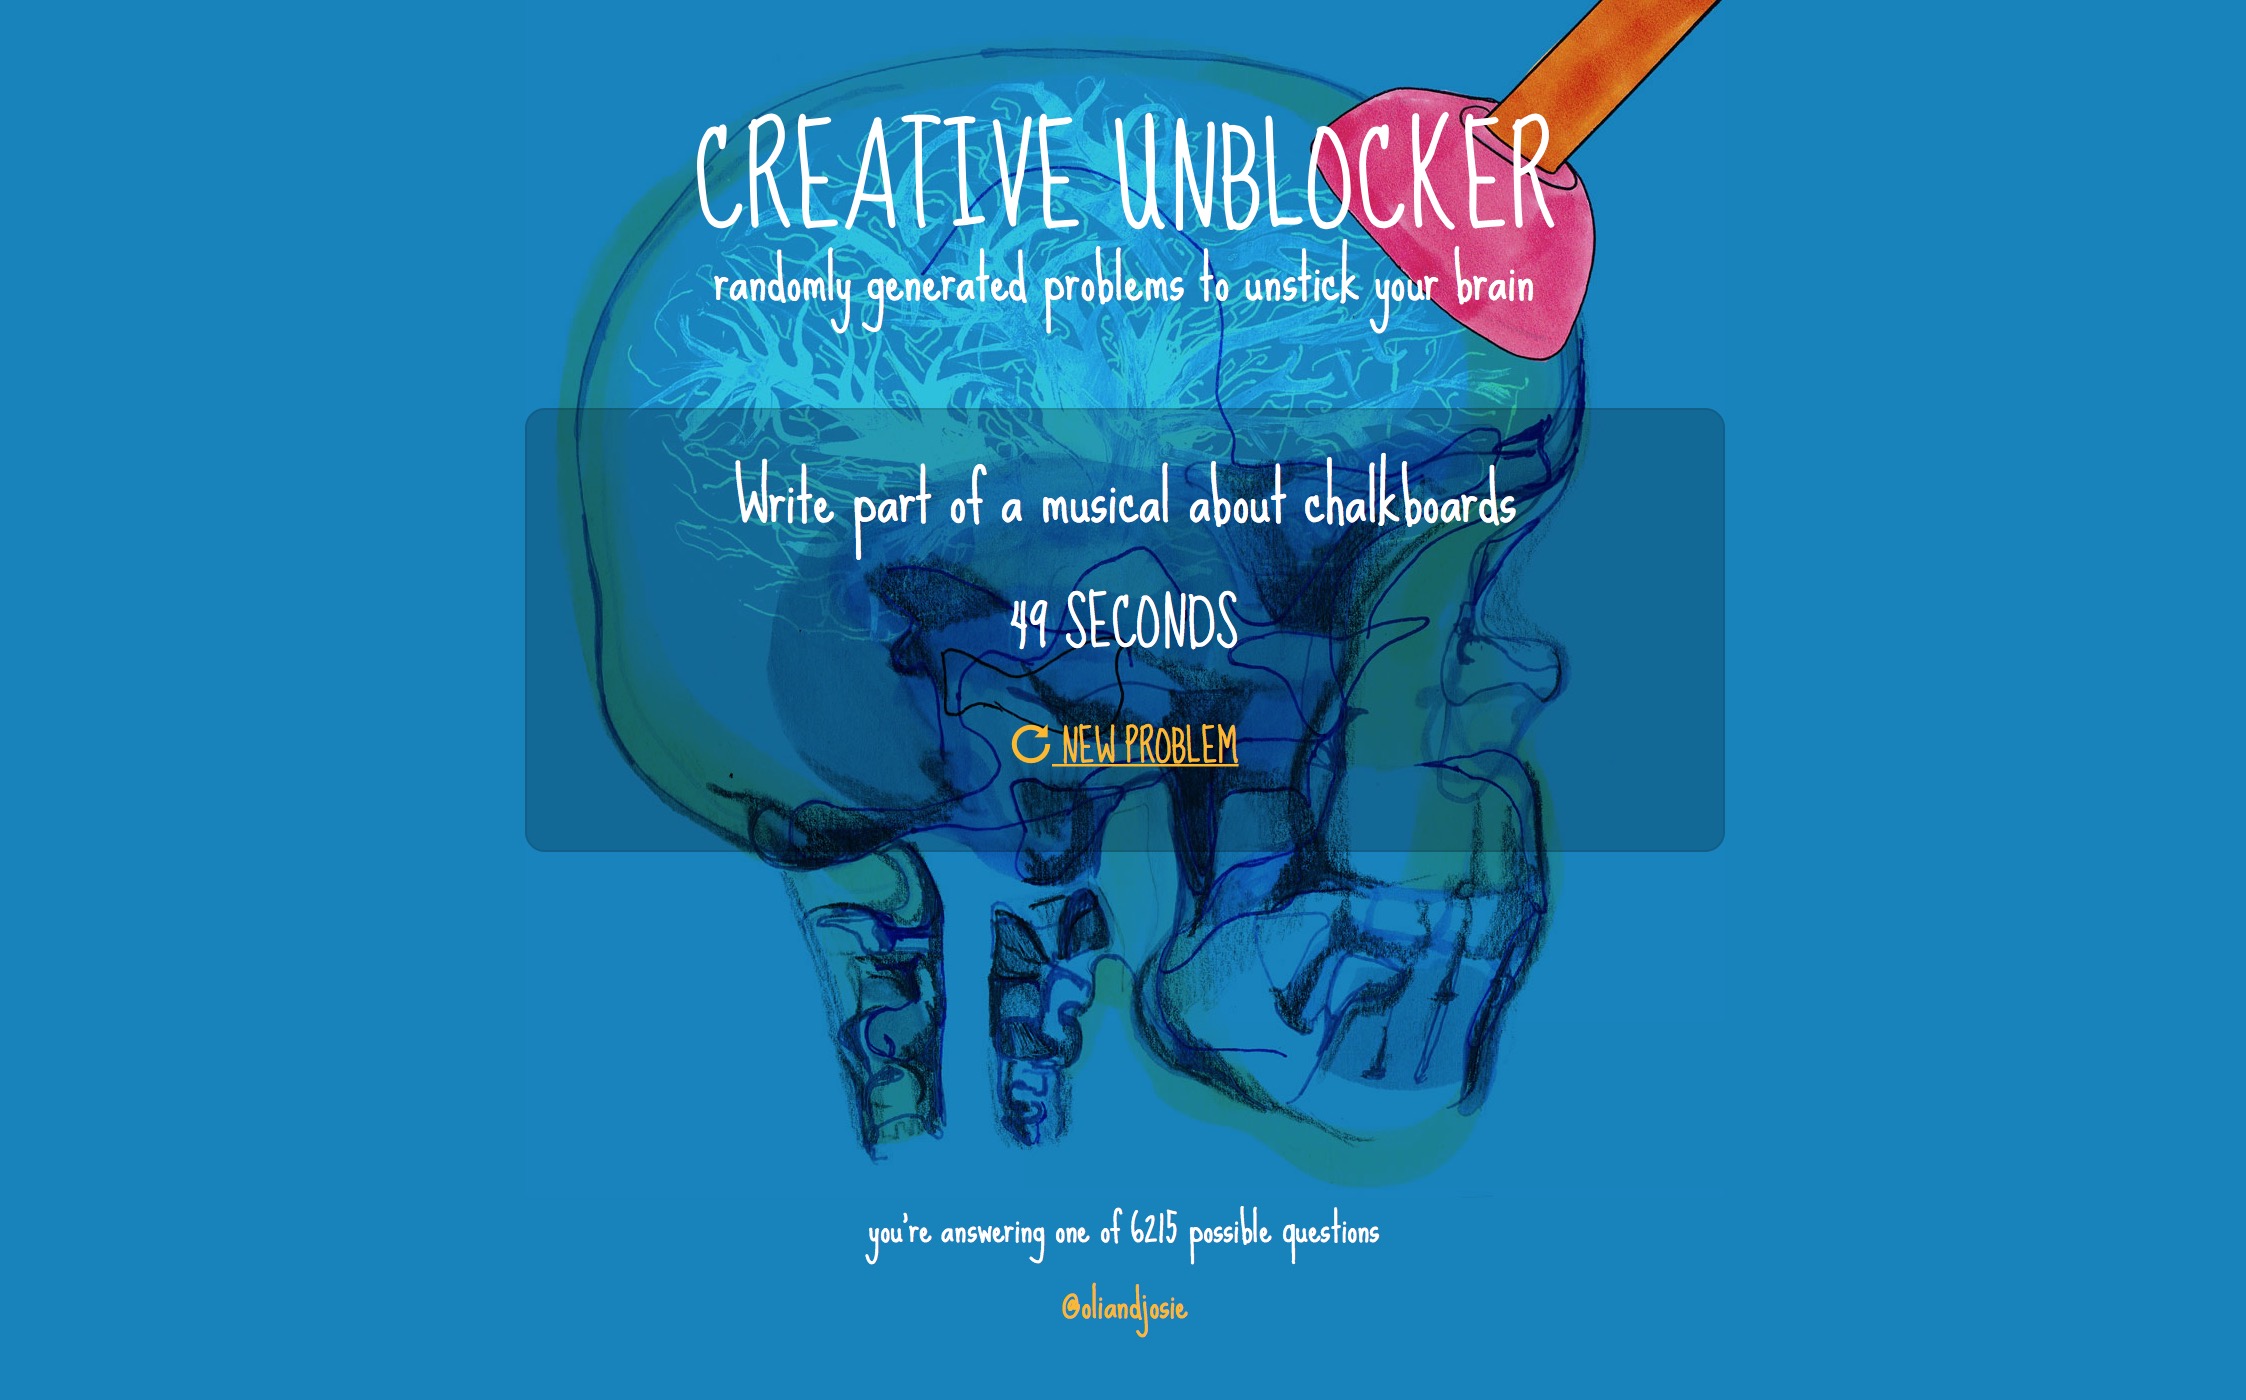 CREATIVE UNBLOCKER
randomly generated problems to unstick your brain
Write part of a musical about chalkboards
49 SECONDS
NEW PROBLEM
you're answering one of 6215 possible questions
@oliandjosie